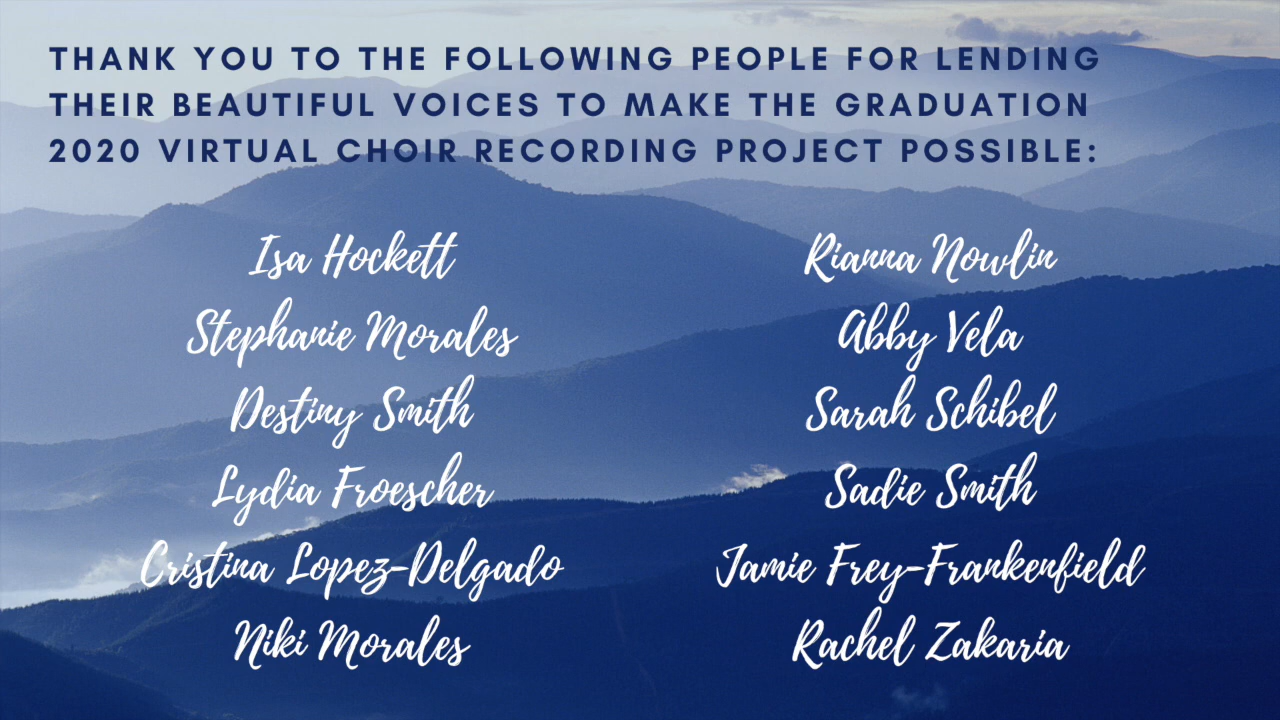 THANK YOU TO THE FOLLOWING PEOPLE FOR LENDING
THEIR BEAUTIFUL VOICES TO MAKE THE GRADUATION
2020 VIRTUAL CHOIR RECORDING PROJECT POSSIBLE:
Isa Hockett
Stephanie Morales
Destiny Smith
Lydia Froescher
Cristina Lopez-Delgado
Niki Morales
Rianna Nowlin
Abby Vela
Sarah Schibel
Sadie Smith
Jamie Frey-Frankenfield
Rachel Zakaria